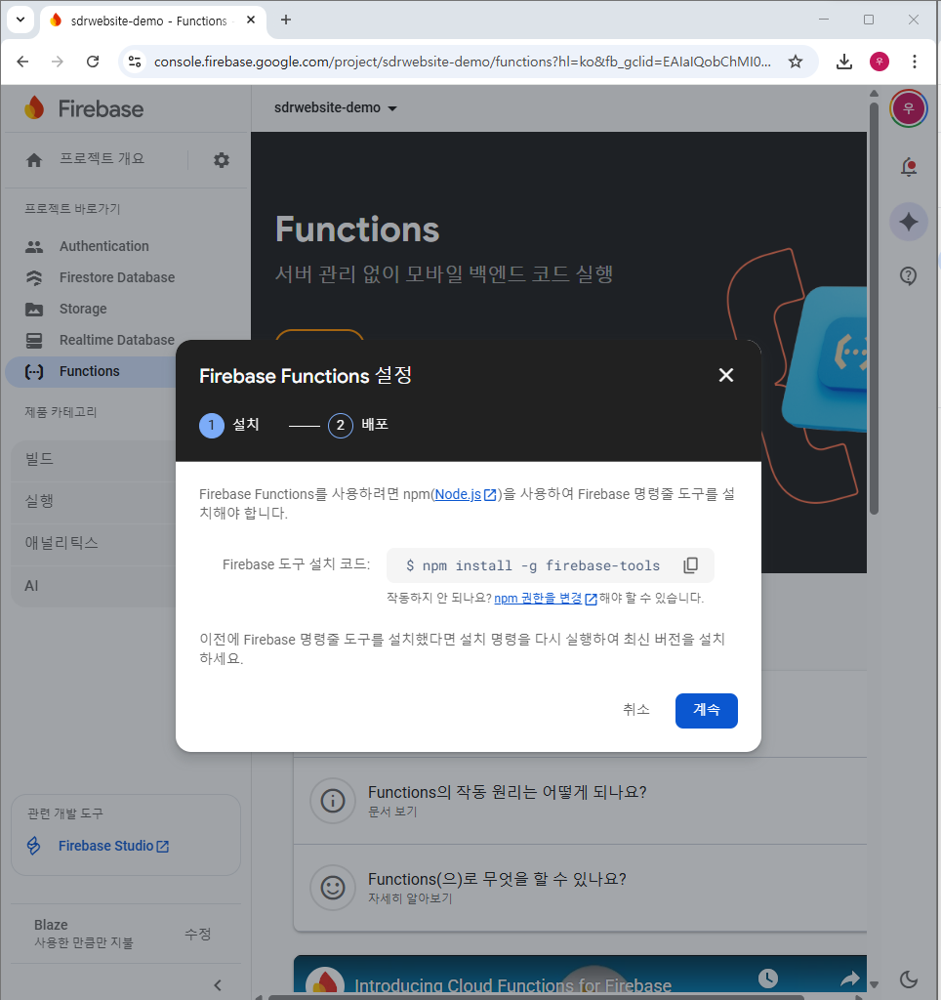 sdrwebsite-demo - Functions
console.firebase.google.com/project/sdrwebsite-demo/functions?hl=ko&fb_gclid=EAIaIQobChMI0...
우
Firebase
sdrwebsite-demo
우
프로젝트 개요
프로젝트 바로가기
Authentication
Firestore Database
Storage
Realtime Database
Functions
제품 카테고리
빌드
실행
애널리틱스
AI
관련 개발 도구
Firebase Studio
Blaze
사용한 만큼만 지불
수정
Functions
서버 관리 없이 모바일 백엔드 코드 실행
Firebase Functions 설정
1 설치 2 배포
Firebase Functions를 사용하려면 npm(Node.js)을 사용하여 Firebase 명령줄 도구를 설
치해야 합니다.
Firebase 도구 설치 코드: $ npm install -g firebase-tools
작동하지 안 되나요? npm 권한을 변경해야 할 수 있습니다.
이전에 Firebase 명령줄 도구를 설치했다면 설치 명령을 다시 실행하여 최신 버전을 설치
하세요.
취소 계속
Functions의 작동 원리는 어떻게 되나요?
문서 보기
Functions(으)로 무엇을 할 수 있나요?
자세히 알아보기
Introducing Cloud Functions for Firebase